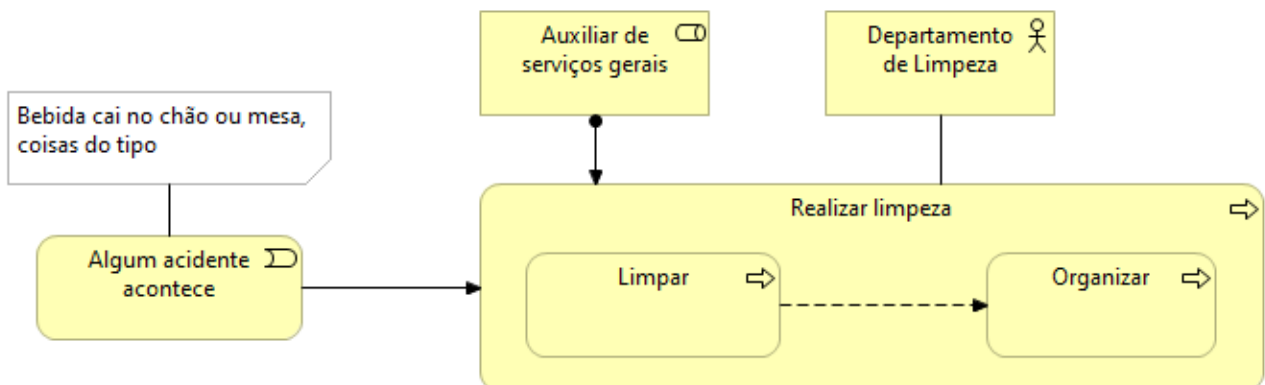 Auxiliar de
serviços gerais
Departamento
de Limpeza
Bebida cai no chão ou mesa,
coisas do tipo
Realizar limpeza
Algum acidente
acontece
Limpar
Organizar